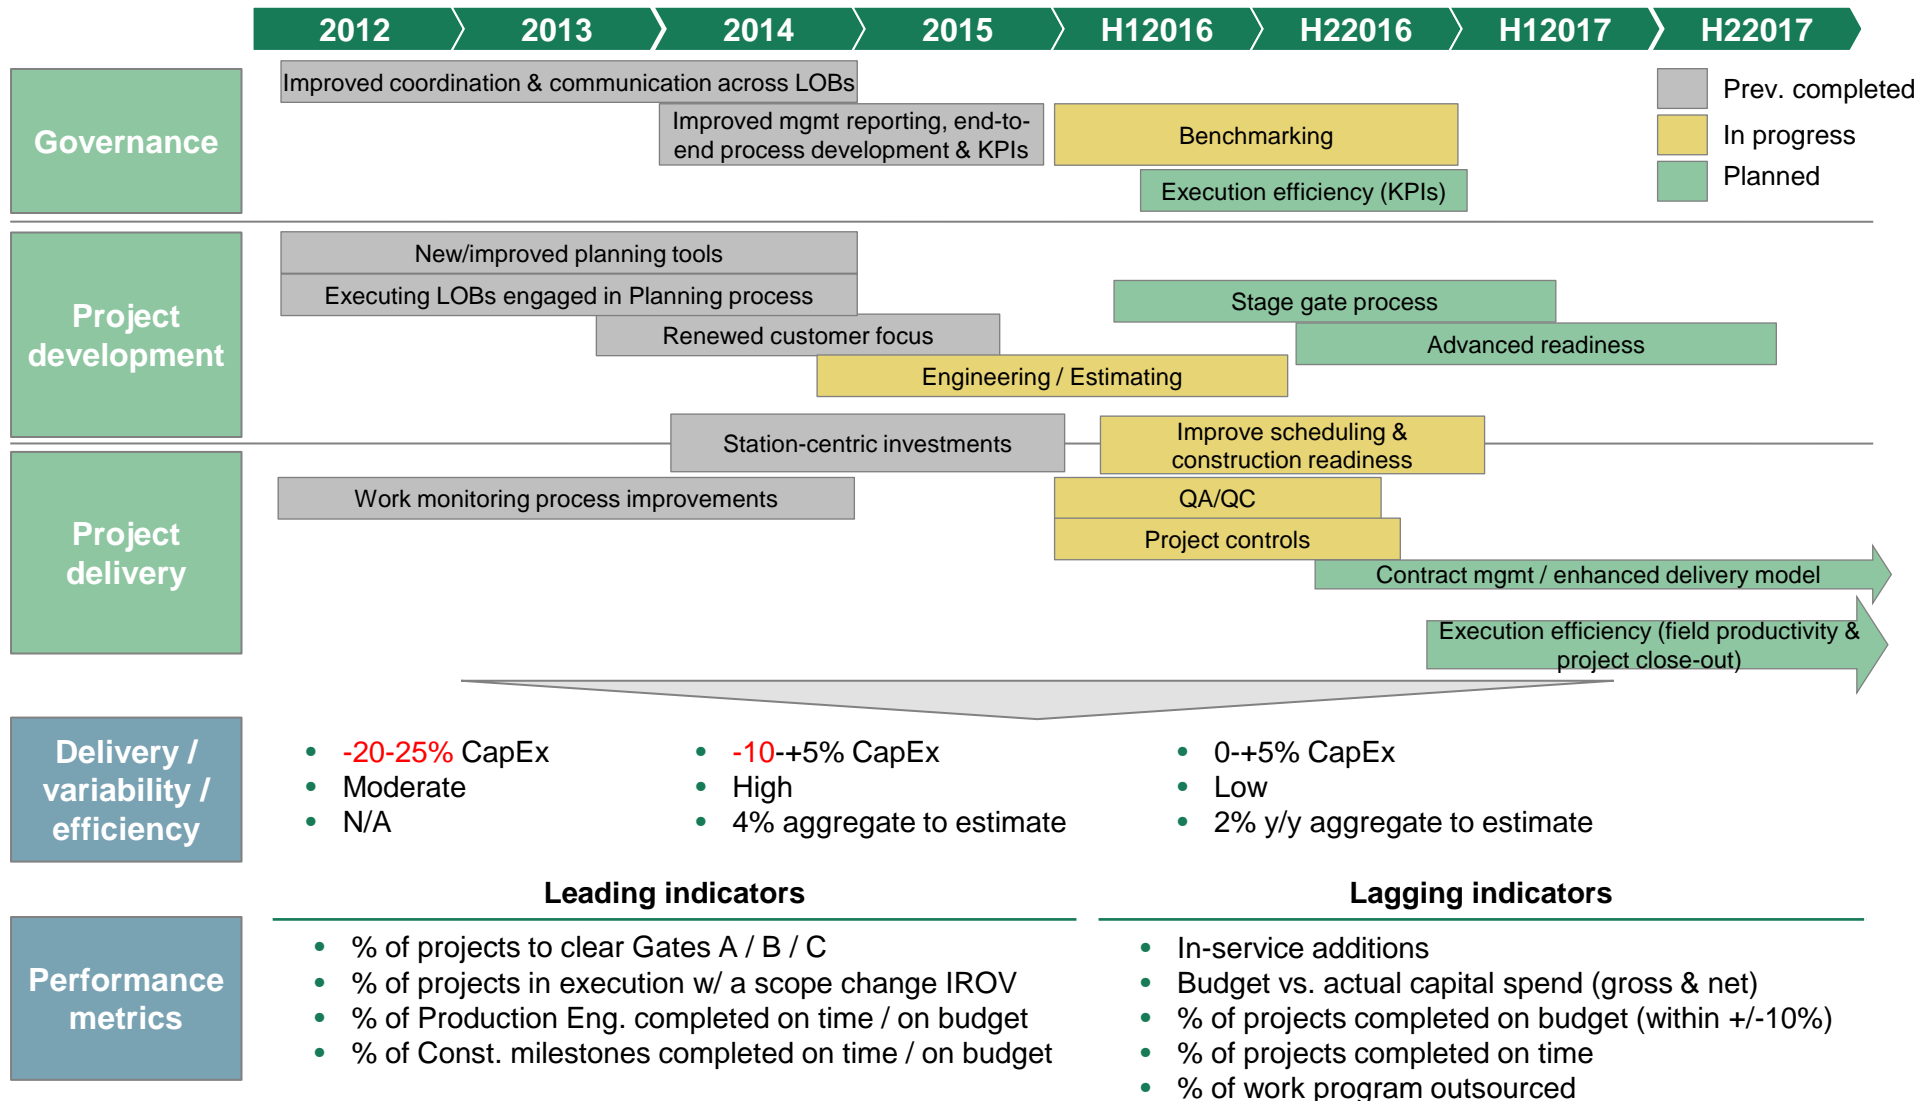 2012 2013 2014 2015 H12016 H22016 H12017 H22017
Governance
Improved coordination & communication across LOBs
Improved mgmt reporting, end-to-
end process development & KPIs
Benchmarking
Execution efficiency (KPIs)
Prev. completed
In progress
Planned
Project
development
New/improved planning tools
Executing LOBs engaged in Planning process
Renewed customer focus
Engineering / Estimating
Stage gate process
Advanced readiness
Station-centric investments
Improve scheduling &
construction readiness
Project
delivery
Work monitoring process improvements
QA/QC
Project controls
Contract mgmt / enhanced delivery model
Execution efficiency (field productivity &
project close-out)
Delivery /
variability /
efficiency
• -20-25% CapEx
• Moderate
• N/A
• -10-+5% CapEx
• High
• 4% aggregate to estimate
• 0-+5% CapEx
• Low
• 2% y/y aggregate to estimate
Performance
metrics
Leading indicators
• % of projects to clear Gates A / B / C
• % of projects in execution w/ a scope change IROV
• % of Production Eng. completed on time / on budget
• % of Const. milestones completed on time / on budget
Lagging indicators
• In-service additions
• Budget vs. actual capital spend (gross & net)
• % of projects completed on budget (within +/-10%)
• % of projects completed on time
• % of work program outsourced